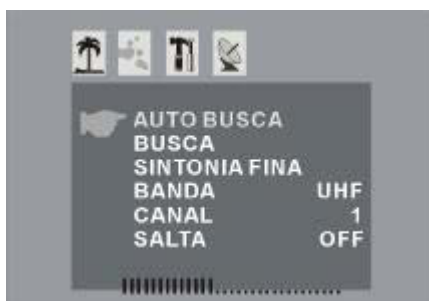 AUTO BUSCA
BUSCA
SINTONIA FINA
BANDA UHF
CANAL 1
SALTA OFF